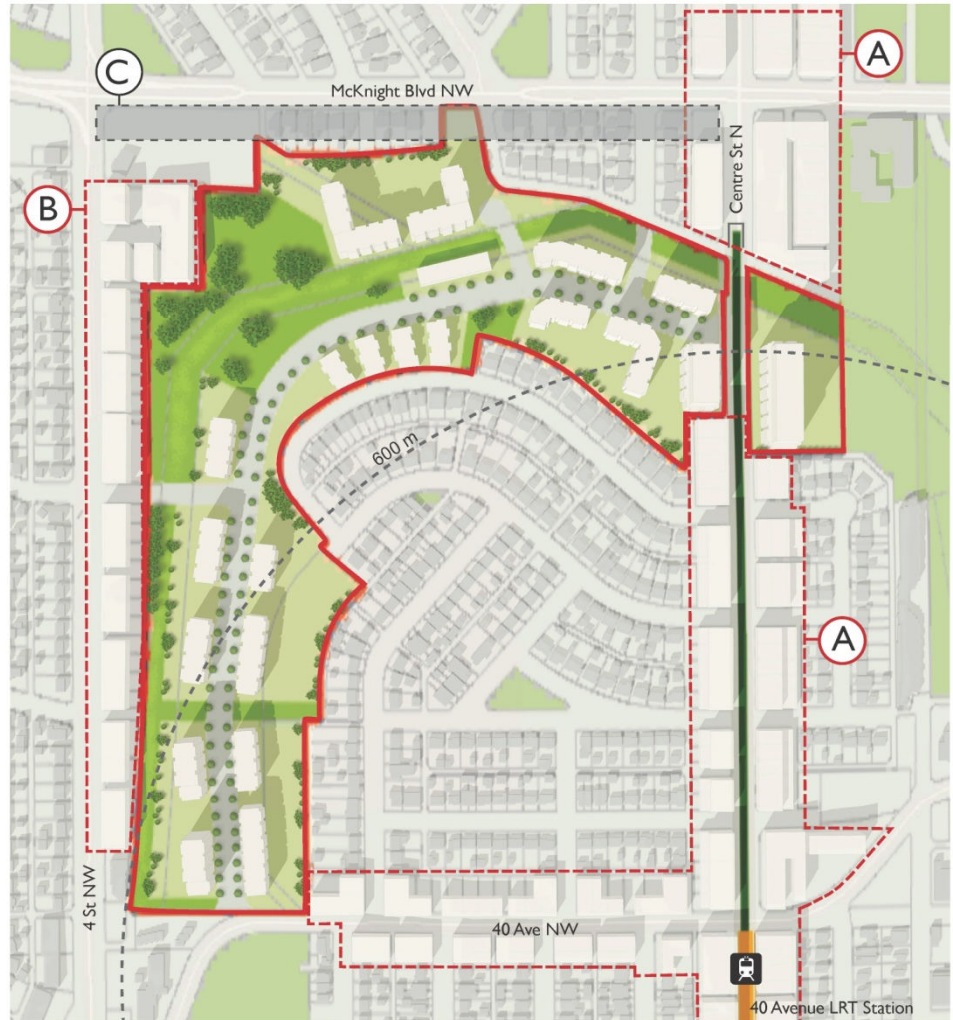 A
C
McKnight Blvd NW
B
Centre St N
600 m
A
4 St NW
40 Ave NW
40 Avenue LRT Station